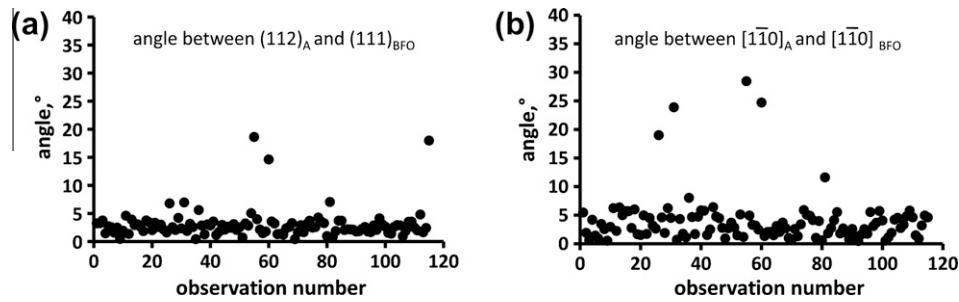 (a)
angle between (112)A and (111)BFO
angle,°
40
35
30
25
20
15
10
5
0
0 20 40 60 80 100 120
observation number
(b)
angle between [11̅0]A and [11̅0] BFO
angle,°
40
35
30
25
20
15
10
5
0
0 20 40 60 80 100 120
observation number